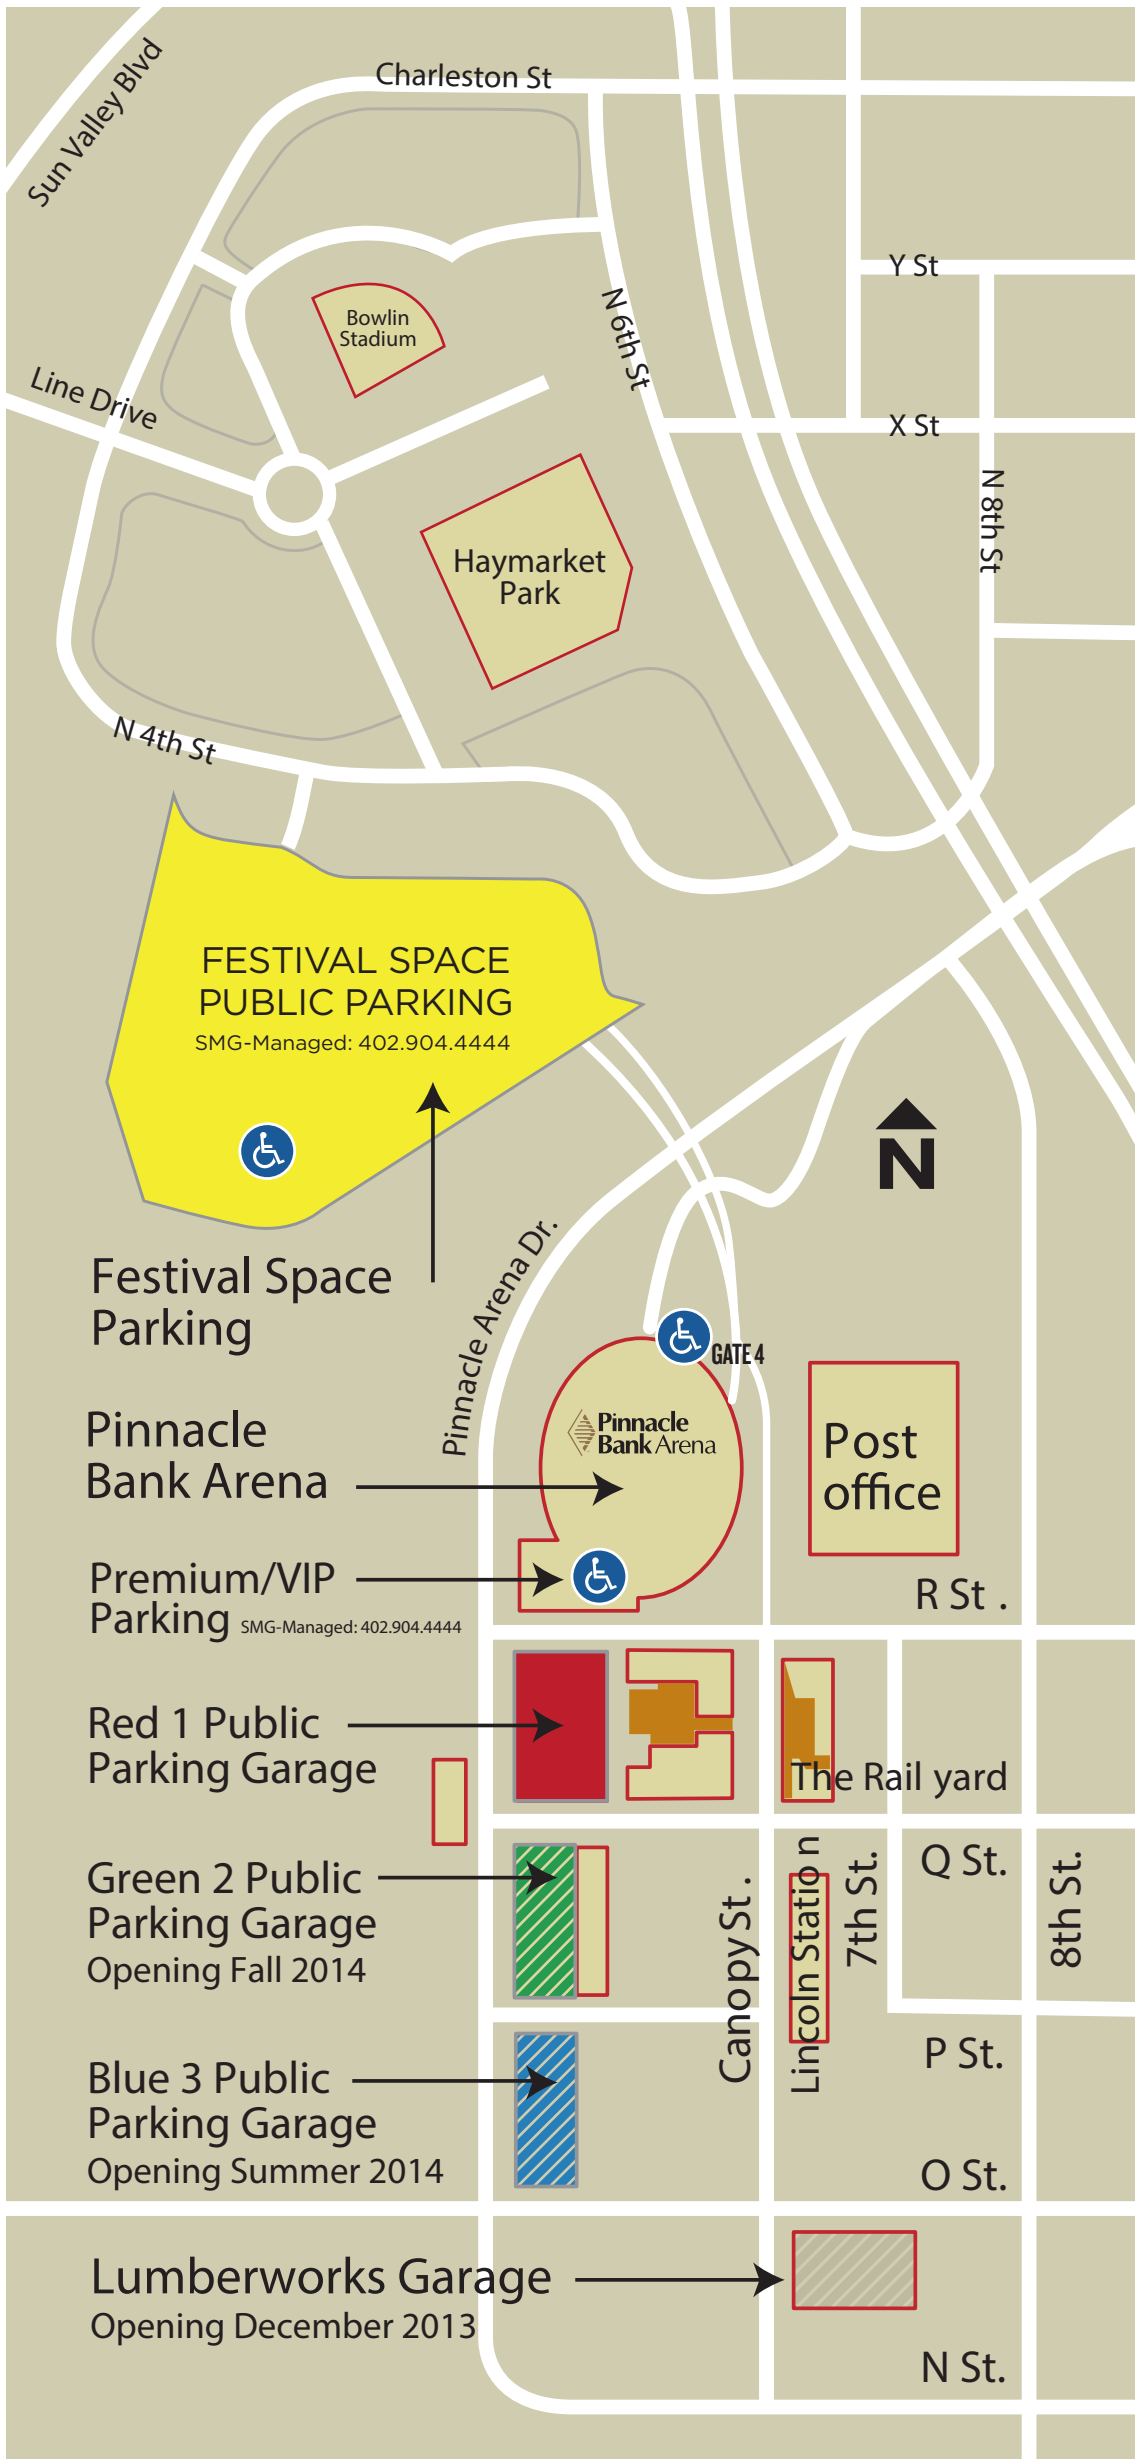 Sun Valley Blvd
Charleston St
Y St
Bowlin
Stadium
N 6th St
Line Drive
X St
N 8th St
Haymarket
Park
N 4th St
FESTIVAL SPACE
PUBLIC PARKING
SMG-Managed: 402.904.4444
N
Festival Space
Parking
Pinnacle Arena Dr.
GATE 4
Pinnacle
Bank Arena
Pinnacle
Bank Arena
Post
office
Premium/VIP
Parking SMG-Managed: 402.904.4444
R St .
Red 1 Public
Parking Garage
The Rail yard
Green 2 Public
Parking Garage
Opening Fall 2014
Canopy St .
Lincoln Statio n
7th St.
Q St.
8th St.
P St.
Blue 3 Public
Parking Garage
Opening Summer 2014
O St.
Lumberworks Garage
Opening December 2013
N St.